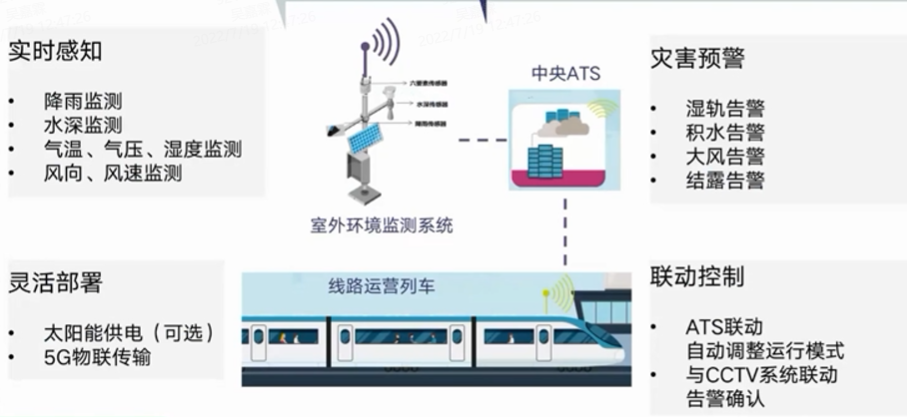 实时感知
• 降雨监测
• 水深监测
• 气温、气压、湿度监测
• 风向、风速监测
六要素传感器
水深传感器
降雨传感器
室外环境监测系统
中央ATS
灾害预警
• 湿轨告警
• 积水告警
• 大风告警
• 结露告警
灵活部署
• 太阳能供电（可选）
• 5G物联传输
线路运营列车
联动控制
• ATS联动
自动调整运行模式
• 与CCTV系统联动
告警确认